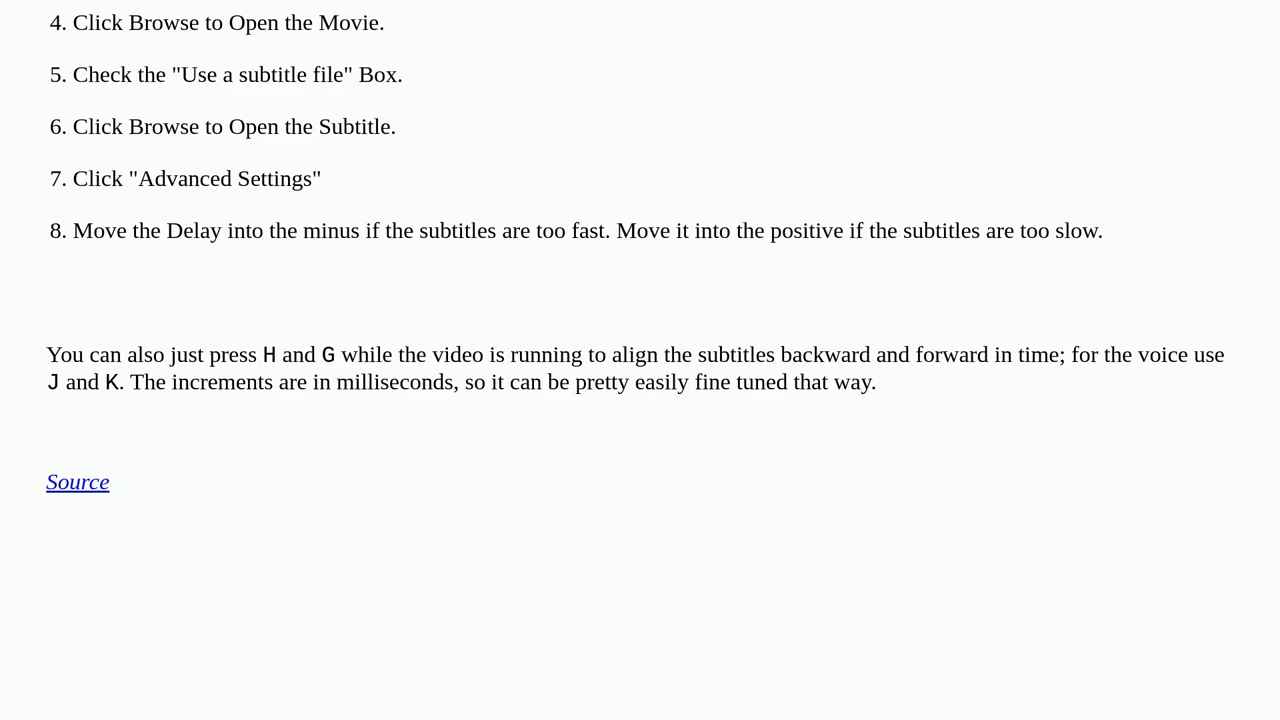 4. Click Browse to Open the Movie.
5. Check the "Use a subtitle file" Box.
6. Click Browse to Open the Subtitle.
7. Click "Advanced Settings"
8. Move the Delay into the minus if the subtitles are too fast. Move it into the positive if the subtitles are too slow.
You can also just press H and G while the video is running to align the subtitles backward and forward in time; for the voice use
J and K. The increments are in milliseconds, so it can be pretty easily fine tuned that way.
Source